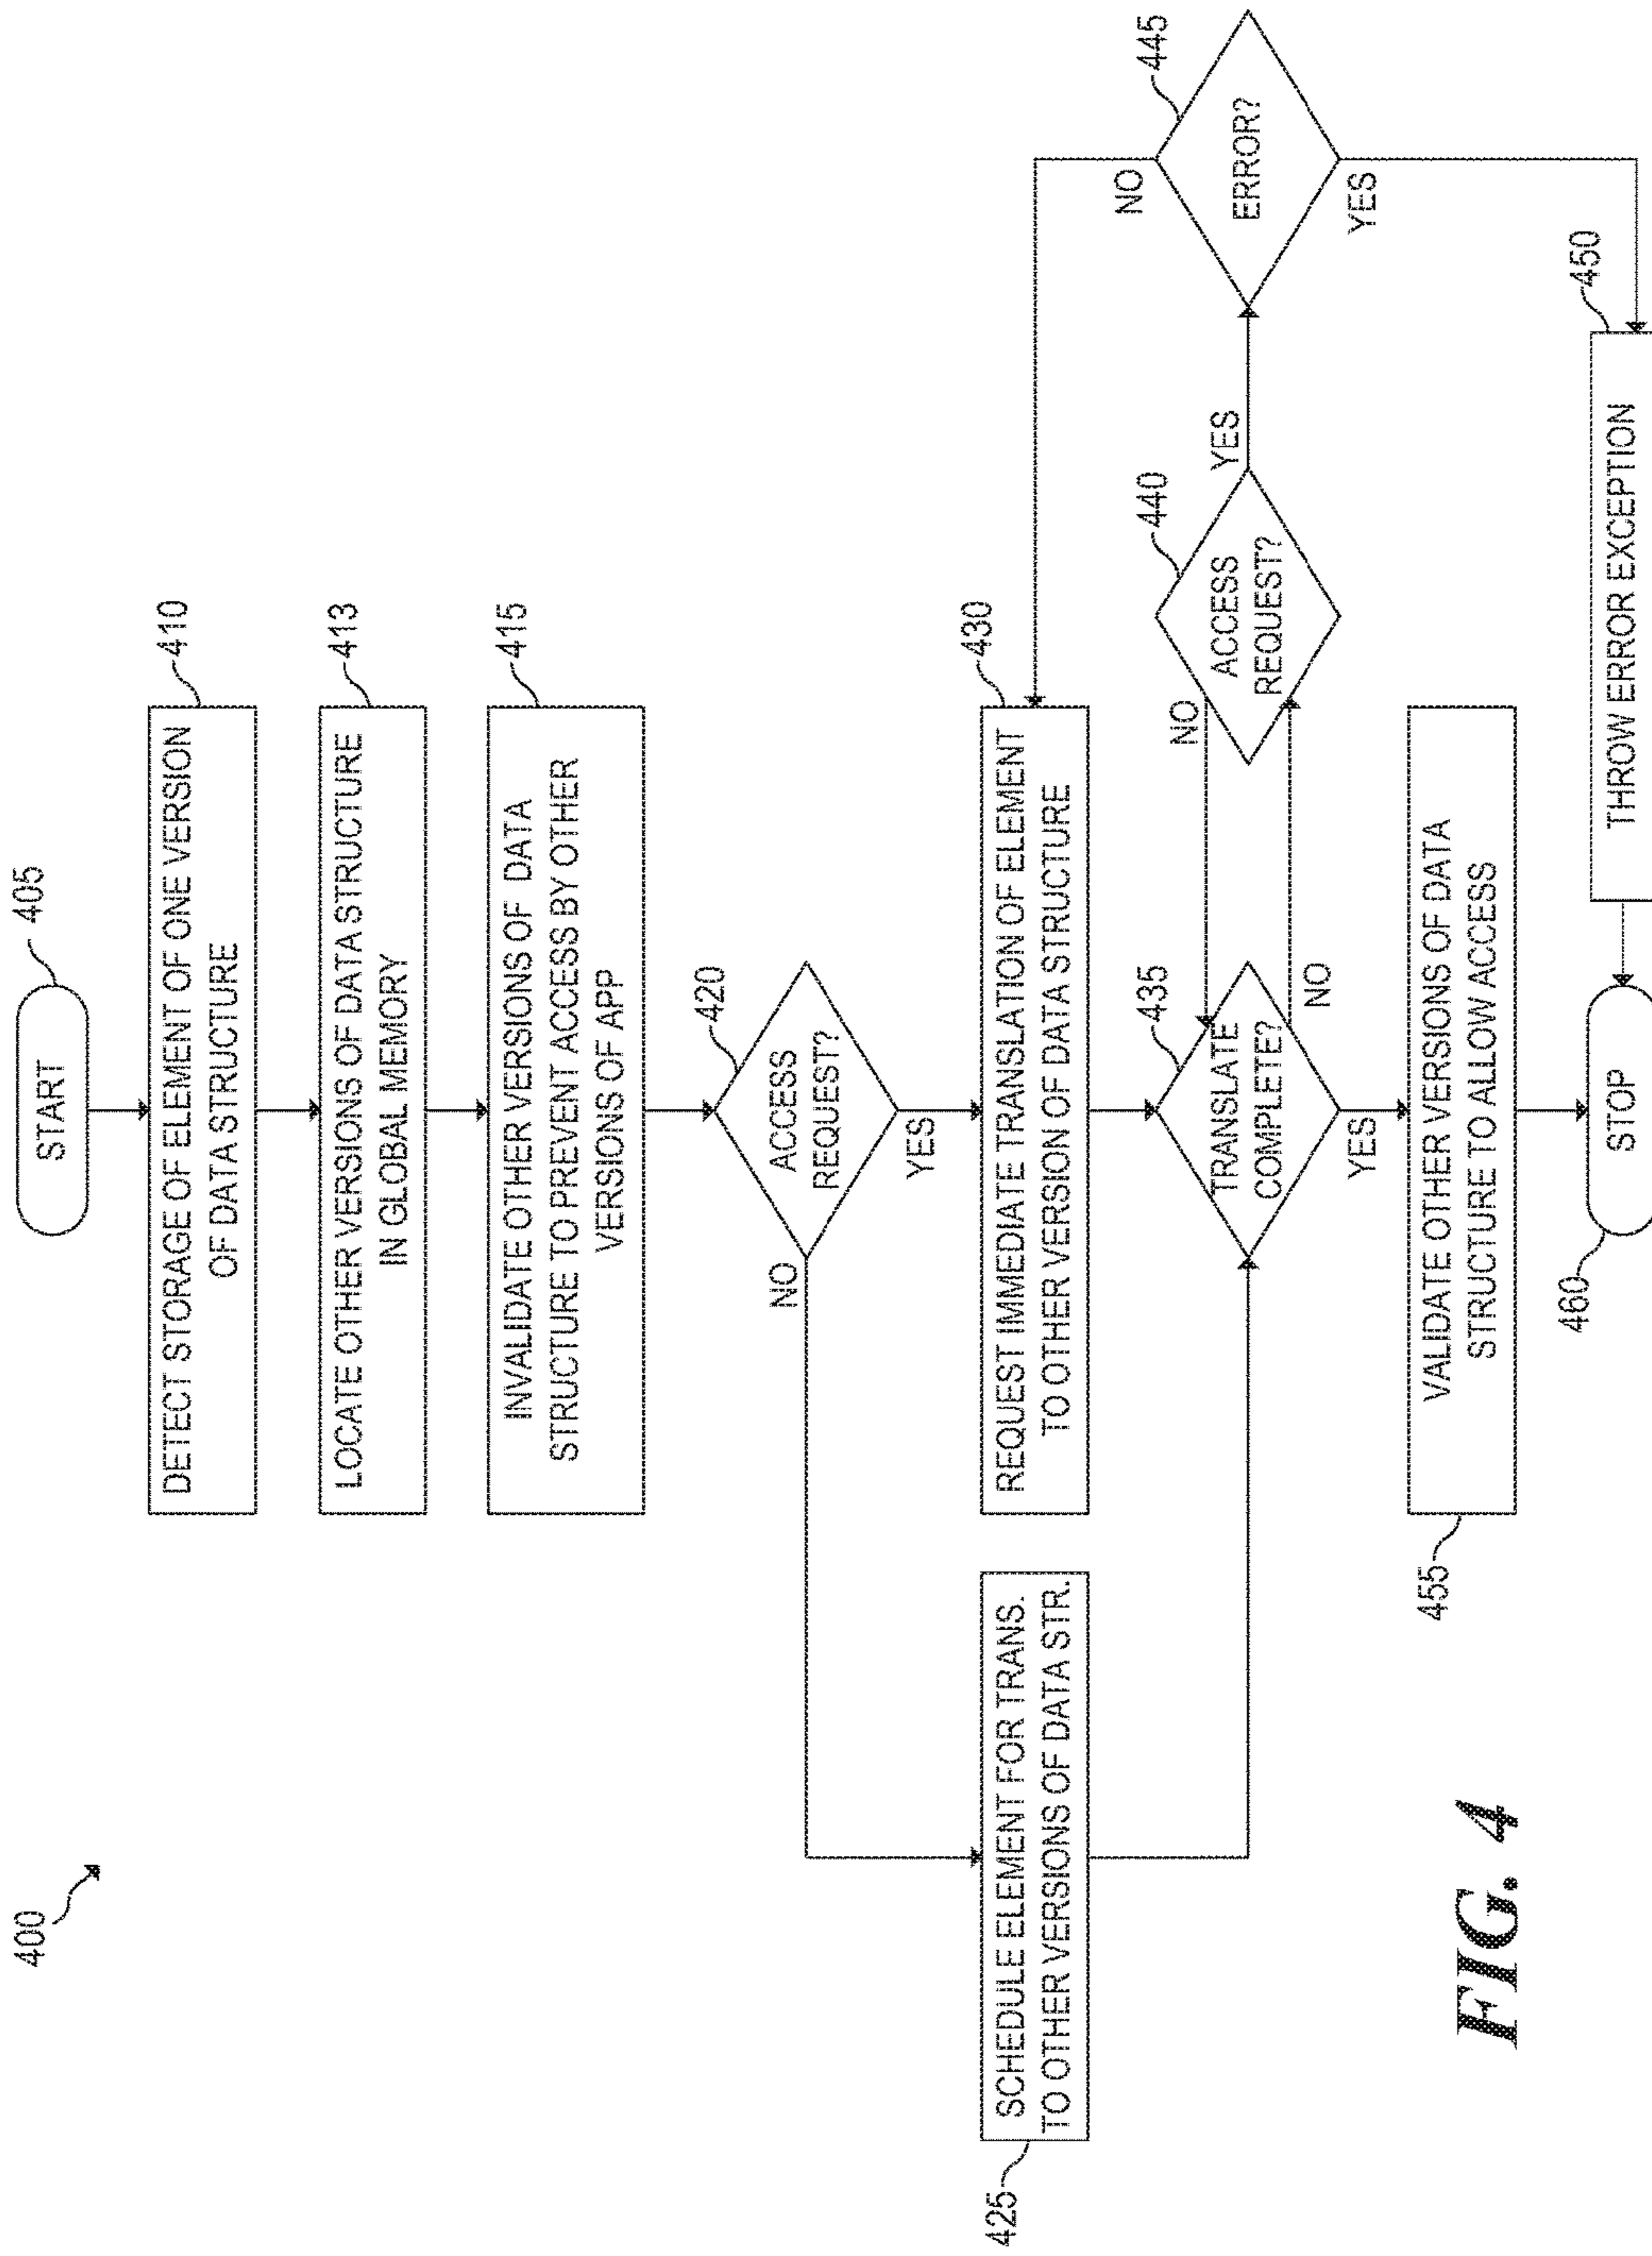 400
START
405
DETECT STORAGE OF ELEMENT OF ONE VERSION
OF DATA STRUCTURE
410
LOCATE OTHER VERSIONS OF DATA STRUCTURE
IN GLOBAL MEMORY
413
INVALIDATE OTHER VERSIONS OF DATA
STRUCTURE TO PREVENT ACCESS BY OTHER
VERSIONS OF APP
415
ACCESS
REQUEST?
420
NO
YES
SCHEDULE ELEMENT FOR TRANS.
TO OTHER VERSIONS OF DATA STR.
425
REQUEST IMMEDIATE TRANSLATION OF ELEMENT
TO OTHER VERSION OF DATA STRUCTURE
430
TRANSLATE
COMPLETE?
435
NO
YES
ACCESS
REQUEST?
440
NO
YES
ERROR?
445
NO
YES
THROW ERROR EXCEPTION
450
VALIDATE OTHER VERSIONS OF DATA
STRUCTURE TO ALLOW ACCESS
455
STOP
460
FIG. 4